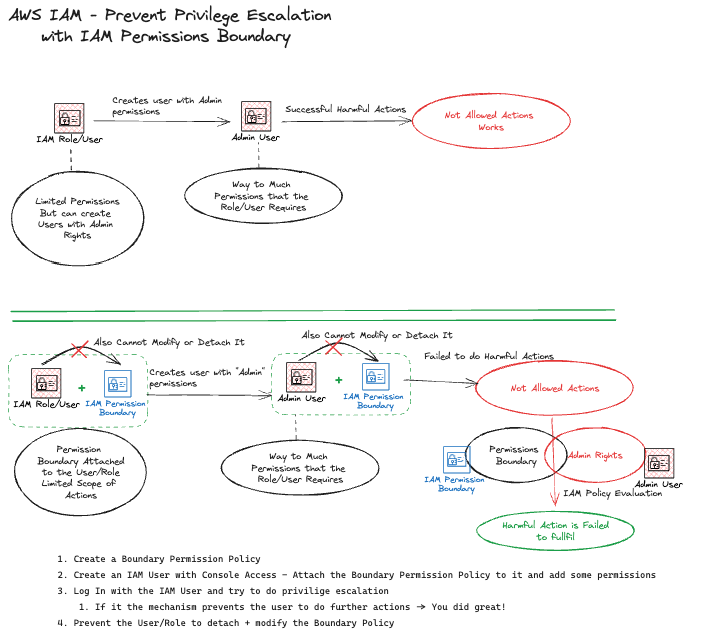 AWS IAM - Prevent Privilege Escalation
with IAM Permissions Boundary
Creates user with Admin
permissions
Successful Harmful Actions
Not Allowed Actions
Works
IAM Role/User
Admin User
Limited Permissions
But can create
Users with Admin
Rights
Way to Much
Permissions that the
Role/User Requires
Also Cannot Modify or Detach It
Also Cannot Modify or Detach It
Failed to do Harmful Actions
Creates user with "Admin"
permissions
IAM Role/User
+
IAM Permission
Boundary
Admin User
+
IAM Permission
Boundary
Not Allowed Actions
Permission
Boundary Attached
to the User/Role
Limited Scope of
Actions
Way to Much
Permissions that the
Role/User Requires
Permissions
Boundary
Admin Rights
IAM Permission
Boundary
Admin User
IAM Policy Evaluation
Harmful Action is Failed
to fullfil
1. Create a Boundary Permission Policy
2. Create an IAM User with Console Access - Attach the Boundary Permission Policy to it and add some permissions
3. Log In with the IAM User and try to do privilige escalation
1. If it the mechanism prevents the user to do further actions → You did great!
4. Prevent the User/Role to detach + modify the Boundary Policy